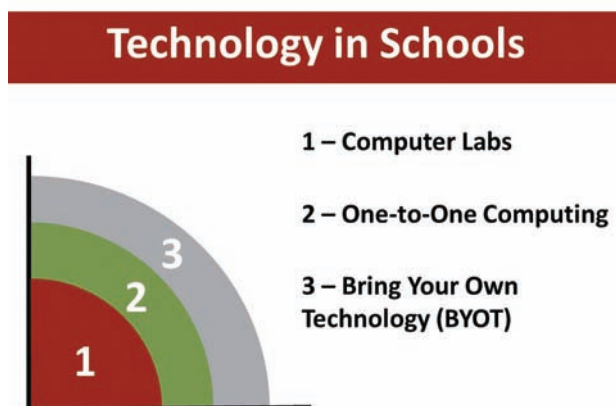 Technology in Schools
1 – Computer Labs
2 – One-to-One Computing
3 – Bring Your Own
Technology (BYOT)
3
2
1